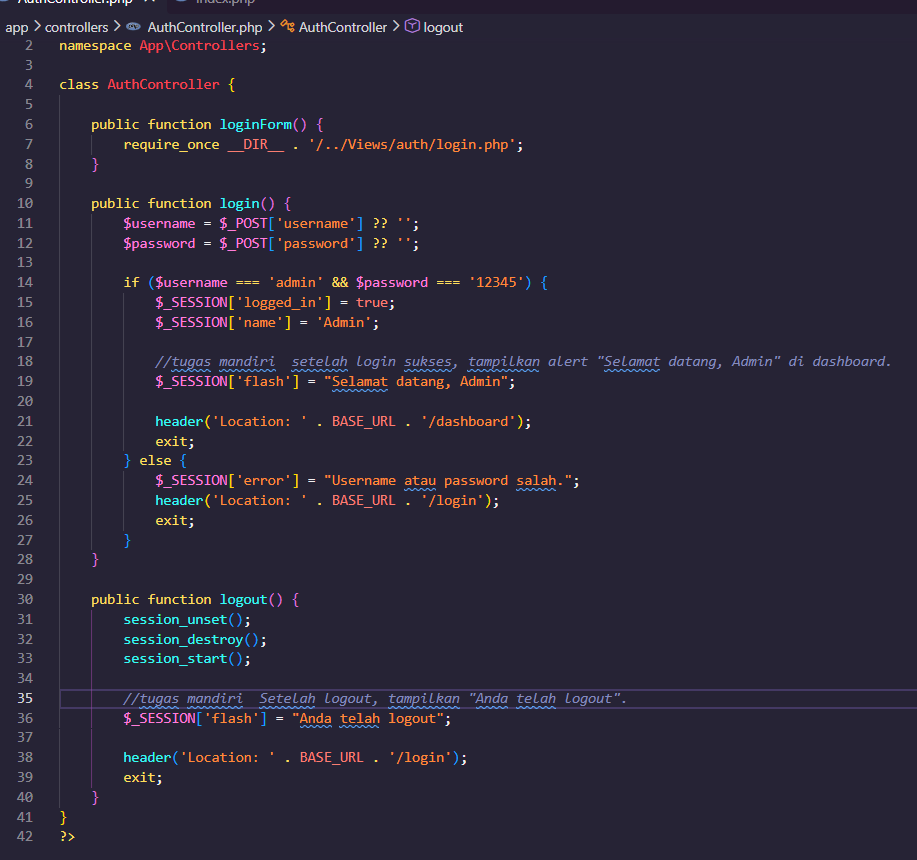 AuthController.php index.php
app > controllers > AuthController.php > AuthController > logout
2 namespace App\Controllers;
3
4 class AuthController {
5
6 public function loginForm() {
7 require_once __DIR__ . '/../Views/auth/login.php';
8 }
9
10 public function login() {
11 $username = $_POST['username'] ?? '';
12 $password = $_POST['password'] ?? '';
13
14 if ($username === 'admin' && $password === '12345') {
15 $_SESSION['logged_in'] = true;
16 $_SESSION['name'] = 'Admin';
17
18 //tugas mandiri  setelah login sukses, tampilkan alert "Selamat datang, Admin" di dashboard.
19 $_SESSION['flash'] = "Selamat datang, Admin";
20
21 header('Location: ' . BASE_URL . '/dashboard');
22 exit;
23 } else {
24 $_SESSION['error'] = "Username atau password salah.";
25 header('Location: ' . BASE_URL . '/login');
26 exit;
27 }
28 }
29
30 public function logout() {
31 session_unset();
32 session_destroy();
33 session_start();
34
35 //tugas mandiri  Setelah logout, tampilkan "Anda telah logout".
36 $_SESSION['flash'] = "Anda telah logout";
37
38 header('Location: ' . BASE_URL . '/login');
39 exit;
40 }
41 }
42 ?>